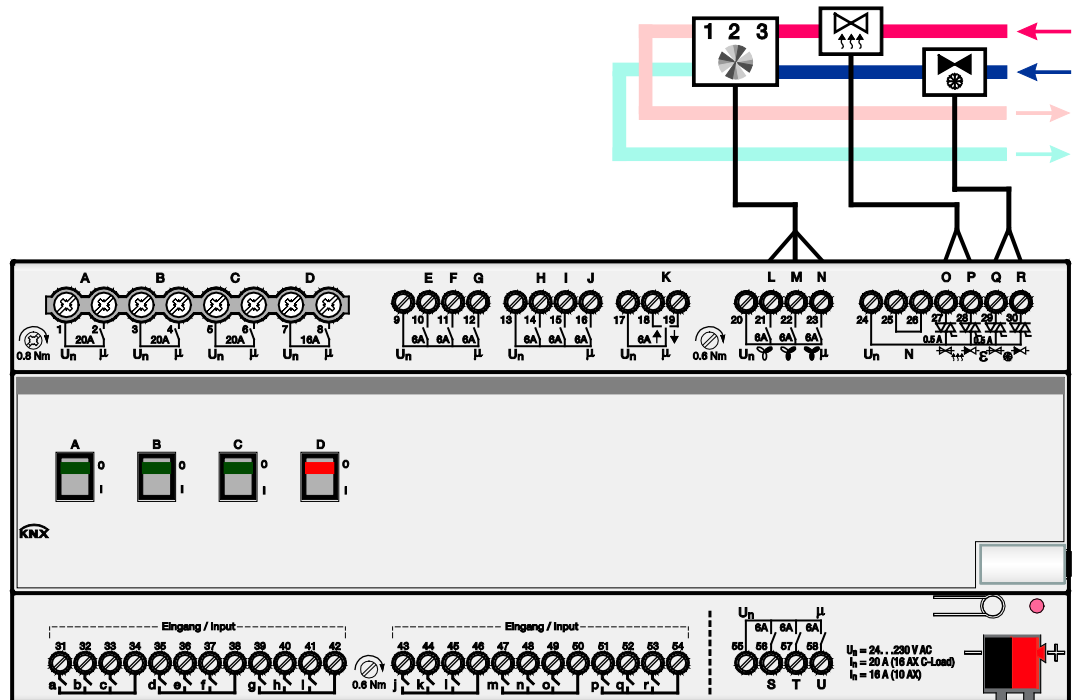 1 2 3
A B C D E F G H I J K L M N O P Q R
1 2 3 4 5 6 7 8 9 10 11 12 13 14 15 16 17 18 19 20 21 22 23 24 25 26 27 28 29 30
20A 20A 20A 16A 6A 6A 6A 6A 6A 6A 6A 6A 6A 6A 0.5 A 0.5 A
0.8 Nm Un µ Un µ Un µ Un µ Un µ Un µ Un µ 0.6 Nm Un µ Un N
A B C D
0 0 0 0
I I I I
KNX
Eingang / Input Eingang / Input
31 32 33 34 35 36 37 38 39 40 41 42 43 44 45 46 47 48 49 50 51 52 53 54
a b c d e f g h i 0.6 Nm j k l m n o p q r
Un µ
6A 6A 6A
55 56 57 58
S T U
Un = 24...230 V AC
In = 20 A (16 AX C-Load)
In = 16 A (10 AX)
− +